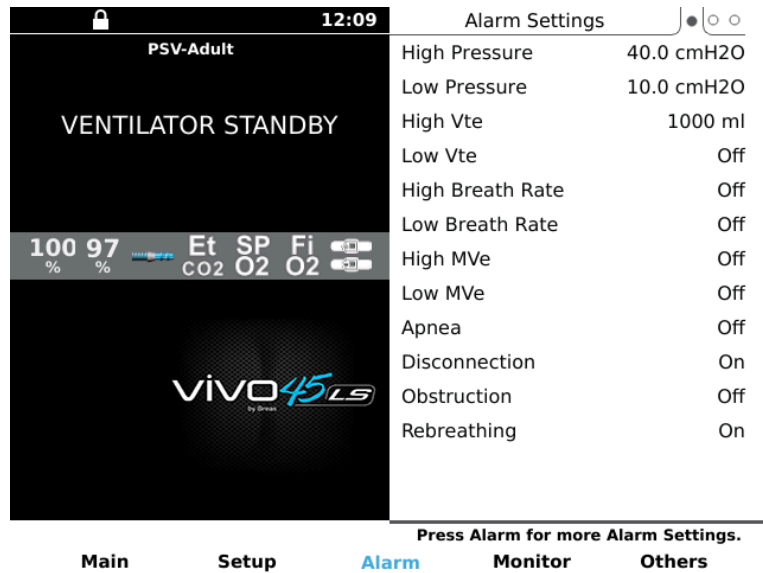 12:09
PSV-Adult
VENTILATOR STANDBY
100 % 97 % Et CO2 SP O2 Fi O2
vivo 45 LS
by Breas
Alarm Settings
High Pressure 40.0 cmH2O
Low Pressure 10.0 cmH2O
High Vte 1000 ml
Low Vte Off
High Breath Rate Off
Low Breath Rate Off
High MVe Off
Low MVe Off
Apnea Off
Disconnection On
Obstruction Off
Rebreathing On
Press Alarm for more Alarm Settings.
Main Setup Alarm Monitor Others